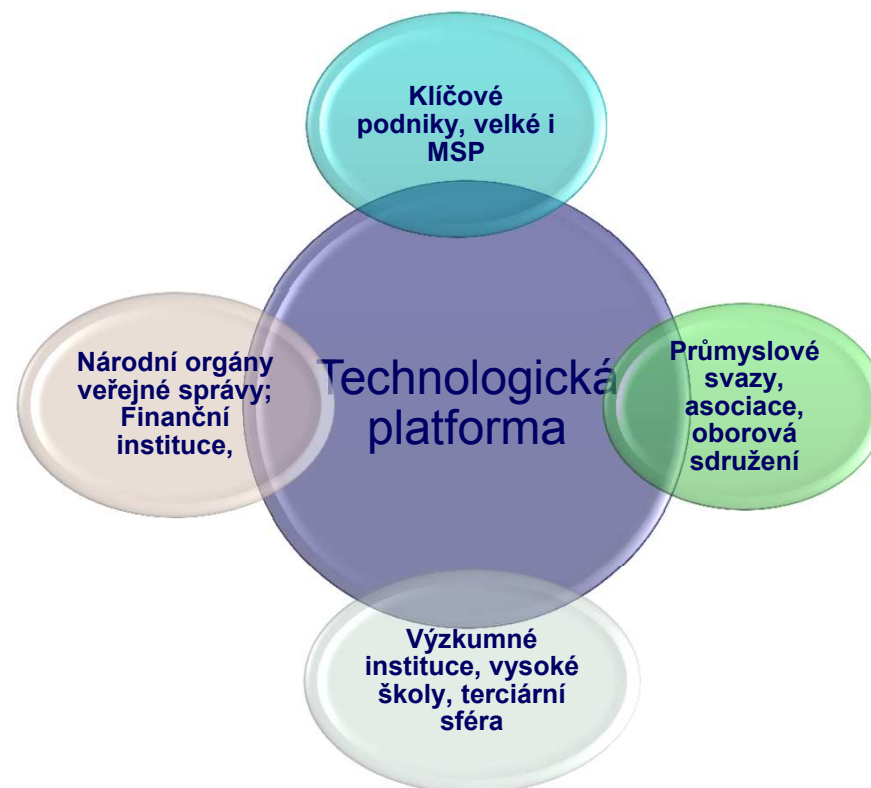 Klíčové
podniky, velké i
MSP
Národní orgány
veřejné správy;
Finanční
instituce,
Technologická
platforma
Průmyslové
svazy,
asociace,
oborová
sdružení
Výzkumné
instituce, vysoké
školy, terciární
sféra